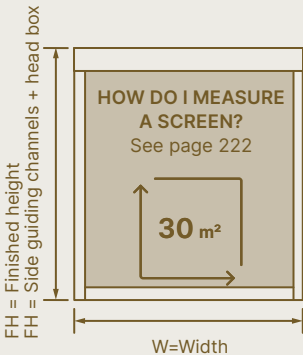 FH = Finished height
FH = Side guiding channels + head box
HOW DO I MEASURE
A SCREEN?
See page 222
30 m²
W=Width